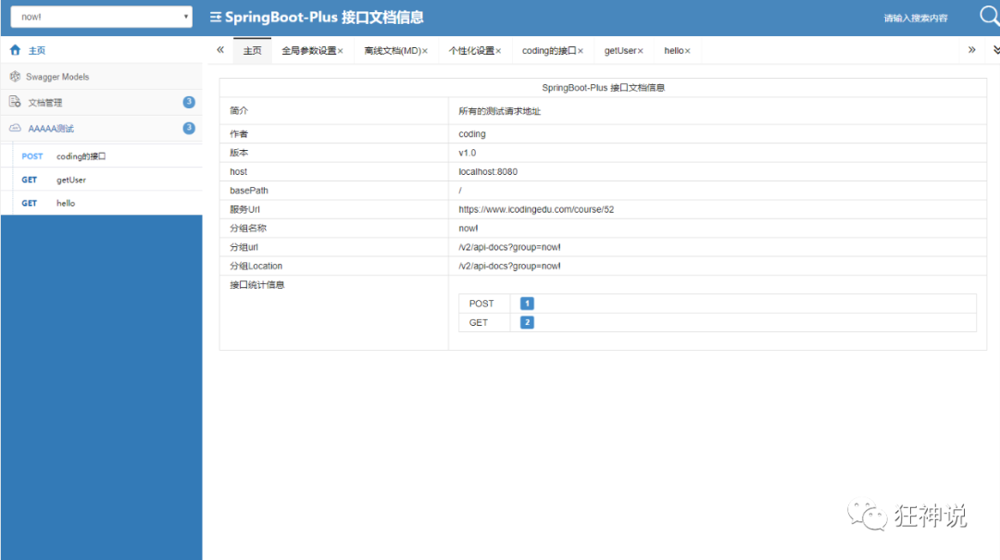 now!
SpringBoot-Plus 接口文档信息
请输入搜索内容
主页
Swagger Models
文档管理 3
AAAAA测试 3
POST coding的接口
GET getUser
GET hello
主页 全局参数设置× 离线文档(MD)× 个性化设置× coding的接口× getUser× hello×
SpringBoot-Plus 接口文档信息
简介 所有的测试请求地址
作者 coding
版本 v1.0
host localhost:8080
basePath /
服务Url https://www.icodingedu.com/course/52
分组名称 now!
分组url /v2/api-docs?group=now!
分组Location /v2/api-docs?group=now!
接口统计信息
POST 1
GET 2
狂神说